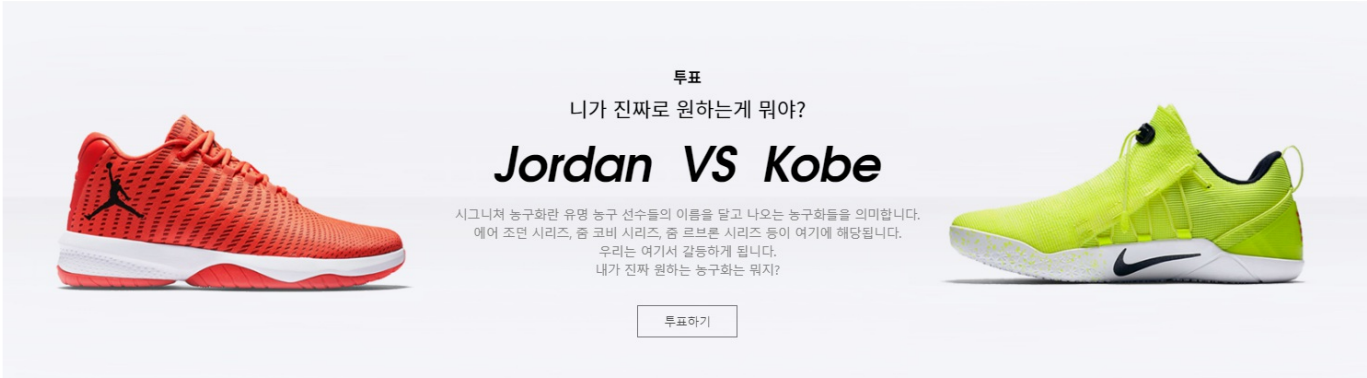 투표
니가 진짜로 원하는게 뭐야?
Jordan VS Kobe
시그니쳐 농구화란 유명 농구 선수들의 이름을 달고 나오는 농구화들을 의미합니다.
에어 조던 시리즈, 줌 코비 시리즈, 줌 르브론 시리즈 등이 여기에 해당됩니다.
우리는 여기서 갈등하게 됩니다.
내가 진짜 원하는 농구화는 뭐지?
투표하기